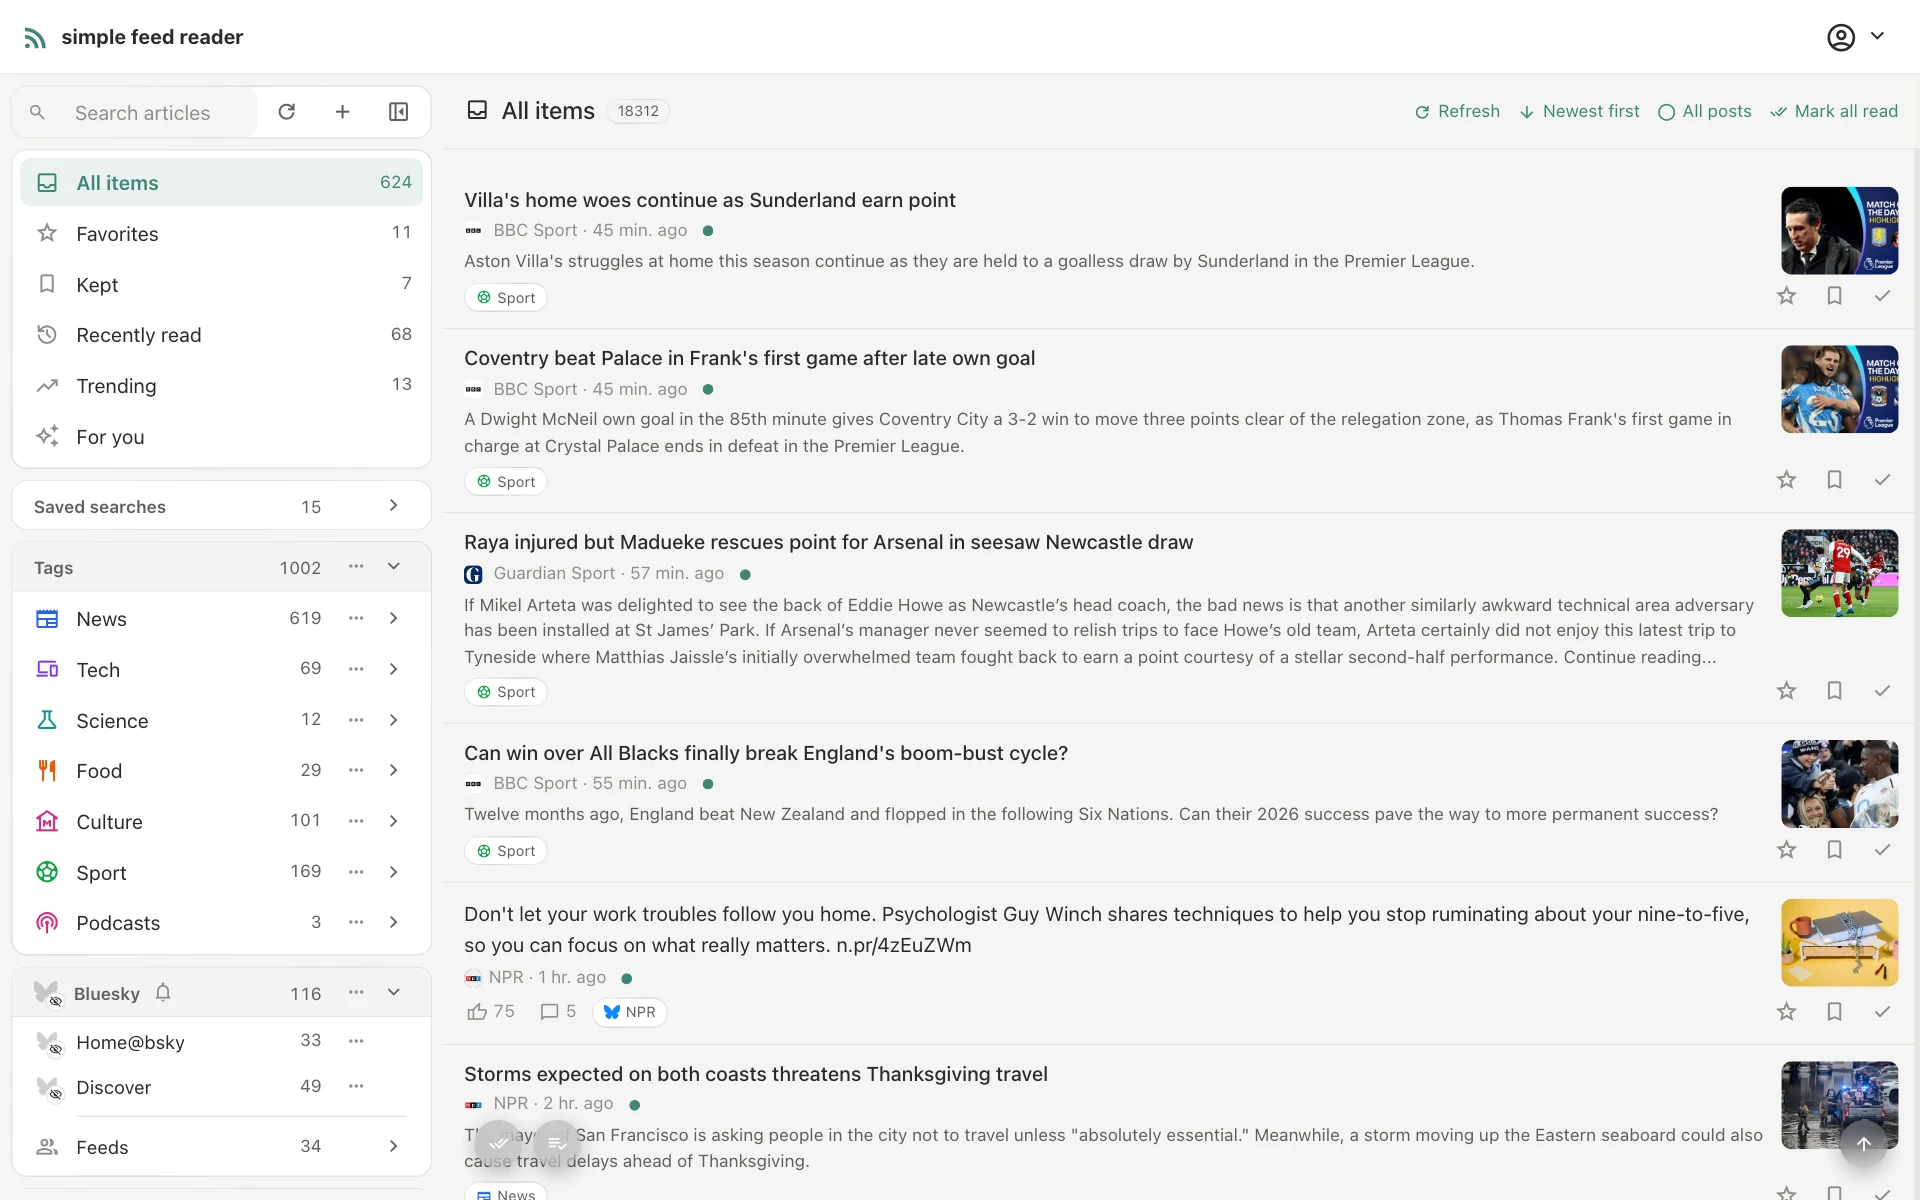 simple feed reader
Search articles
All items 624
Favorites 11
Kept 7
Recently read 68
Trending 13
For you
Saved searches 15
Tags 1002
News 619
Tech 69
Science 12
Food 29
Culture 101
Sport 169
Podcasts 3
Bluesky 116
Home@bsky 33
Discover 49
Feeds 34
All items 18312
Refresh Newest first All posts Mark all read
Villa's home woes continue as Sunderland earn point
BBC Sport · 45 min. ago
Aston Villa's struggles at home this season continue as they are held to a goalless draw by Sunderland in the Premier League.
Sport
Coventry beat Palace in Frank's first game after late own goal
BBC Sport · 45 min. ago
A Dwight McNeil own goal in the 85th minute gives Coventry City a 3-2 win to move three points clear of the relegation zone, as Thomas Frank's first game in
charge at Crystal Palace ends in defeat in the Premier League.
Sport
Raya injured but Madueke rescues point for Arsenal in seesaw Newcastle draw
Guardian Sport · 57 min. ago
If Mikel Arteta was delighted to see the back of Eddie Howe as Newcastle’s head coach, the bad news is that another similarly awkward technical area adversary
has been installed at St James’ Park. If Arsenal’s manager never seemed to relish trips to face Howe’s old team, Arteta certainly did not enjoy this latest trip to
Tyneside where Matthias Jaissle’s initially overwhelmed team fought back to earn a point courtesy of a stellar second-half performance. Continue reading...
Sport
Can win over All Blacks finally break England's boom-bust cycle?
BBC Sport · 55 min. ago
Twelve months ago, England beat New Zealand and flopped in the following Six Nations. Can their 2026 success pave the way to more permanent success?
Sport
Don't let your work troubles follow you home. Psychologist Guy Winch shares techniques to help you stop ruminating about your nine-to-five,
so you can focus on what really matters. n.pr/4zEuZWm
NPR · 1 hr. ago
75 5 NPR
Storms expected on both coasts threatens Thanksgiving travel
NPR · 2 hr. ago
The mayor of San Francisco is asking people in the city not to travel unless "absolutely essential." Meanwhile, a storm moving up the Eastern seaboard could also
cause travel delays ahead of Thanksgiving.
News